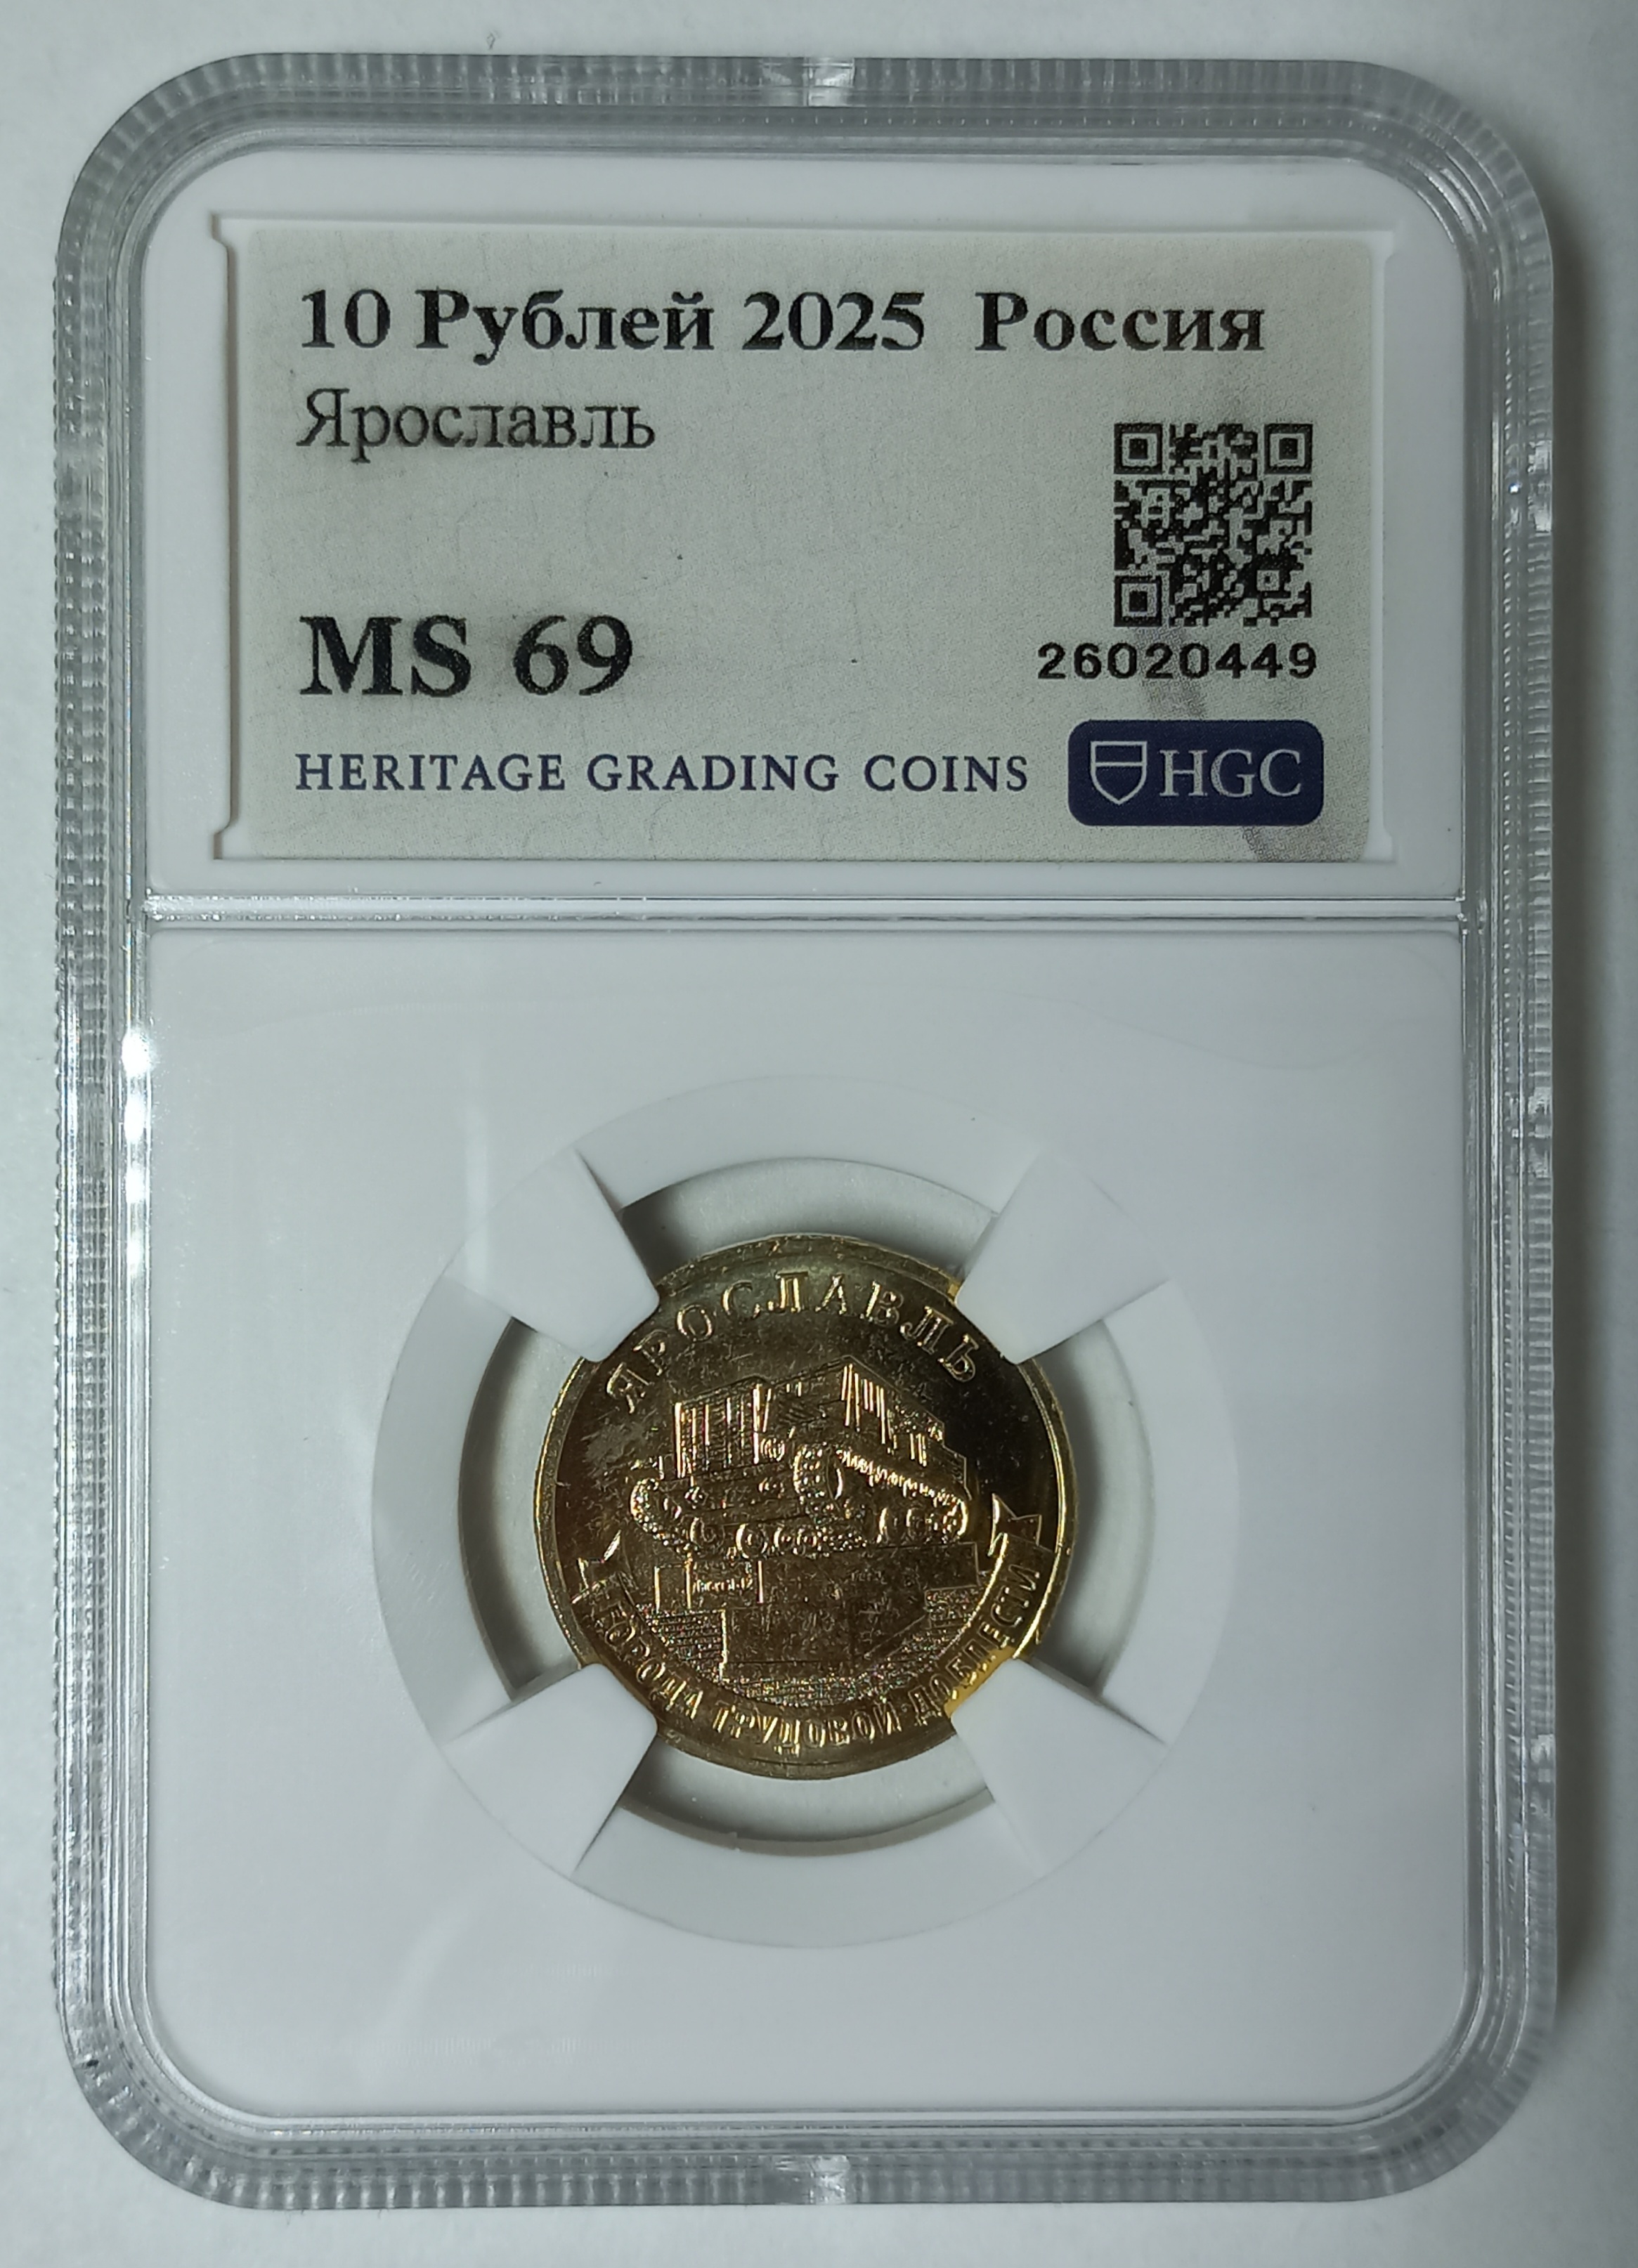 10 Рублей 2025 Россия
Ярославль
MS 69
26020449
HERITAGE GRADING COINS
HGC
ЯРОСЛАВЛЬ
ГОРОДА ТРУДОВОЙ ДОБЛЕСТИ